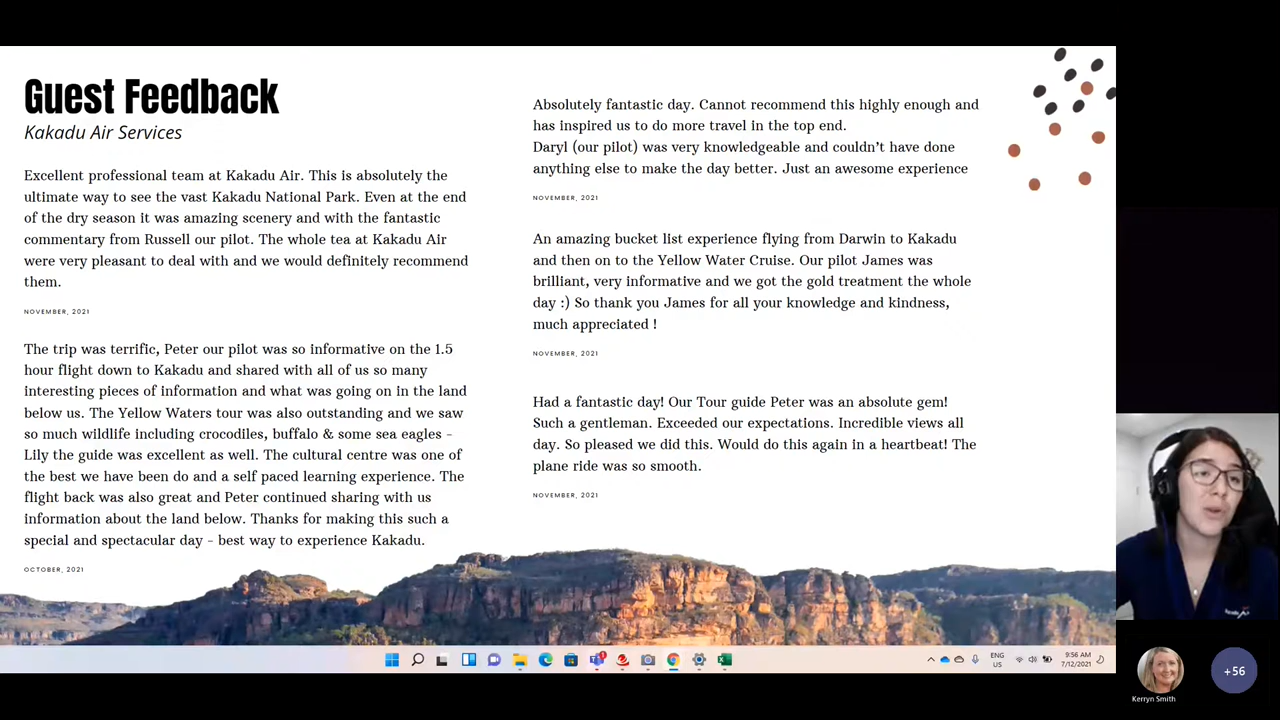 Guest Feedback
Kakadu Air Services
Excellent professional team at Kakadu Air. This is absolutely the
ultimate way to see the vast Kakadu National Park. Even at the end
of the dry season it was amazing scenery and with the fantastic
commentary from Russell our pilot. The whole tea at Kakadu Air
were very pleasant to deal with and we would definitely recommend
them.
NOVEMBER, 2021
The trip was terrific, Peter our pilot was so informative on the 1.5
hour flight down to Kakadu and shared with all of us so many
interesting pieces of information and what was going on in the land
below us. The Yellow Waters tour was also outstanding and we saw
so much wildlife including crocodiles, buffalo & some sea eagles -
Lily the guide was excellent as well. The cultural centre was one of
the best we have been do and a self paced learning experience. The
flight back was also great and Peter continued sharing with us
information about the land below. Thanks for making this such a
special and spectacular day - best way to experience Kakadu.
OCTOBER, 2021
Absolutely fantastic day. Cannot recommend this highly enough and
has inspired us to do more travel in the top end.
Daryl (our pilot) was very knowledgeable and couldn't have done
anything else to make the day better. Just an awesome experience
NOVEMBER, 2021
An amazing bucket list experience flying from Darwin to Kakadu
and then on to the Yellow Water Cruise. Our pilot James was
brilliant, very informative and we got the gold treatment the whole
day :) So thank you James for all your knowledge and kindness,
much appreciated !
NOVEMBER, 2021
Had a fantastic day! Our Tour guide Peter was an absolute gem!
Such a gentleman. Exceeded our expectations. Incredible views all
day. So pleased we did this. Would do this again in a heartbeat! The
plane ride was so smooth.
NOVEMBER, 2021
ENG
US
9:56 AM
7/12/2021
Kerryn Smith
+56